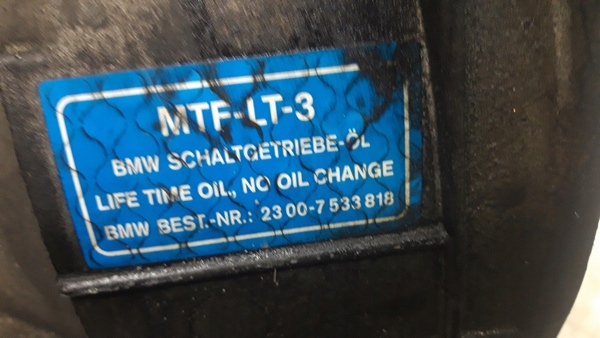 MTF-LT-3
BMW SCHALTGETRIEBE-ÖL
LIFE TIME OIL, NO OIL CHANGE
BMW BEST.-NR.: 23 00-7 533 818